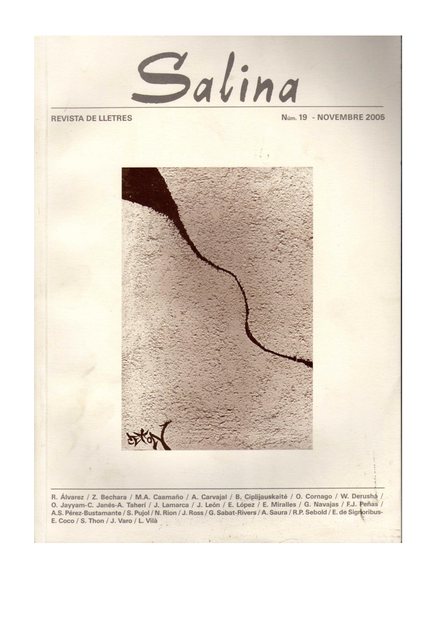 Salina
REVISTA DE LLETRES
Núm. 19 - NOVEMBRE 2005
R. Álvarez / Z. Bechara / M.A. Caamaño / A. Carvajal / B. Ciplijauskaité / O. Cornago / W. Derusha /
O. Jayyam-C. Janés-A. Taheri / J. Lamarca / J. León / E. López / E. Miralles / G. Navajas / F.J. Peñas /
A.S. Pérez-Bustamante / S. Pujol / N. Rion / J. Ross / G. Sabat-Rivers / A. Saura / R.P. Sebold / E. de Signoribus-
E. Coco / S. Thon / J. Varo / L. Vilà